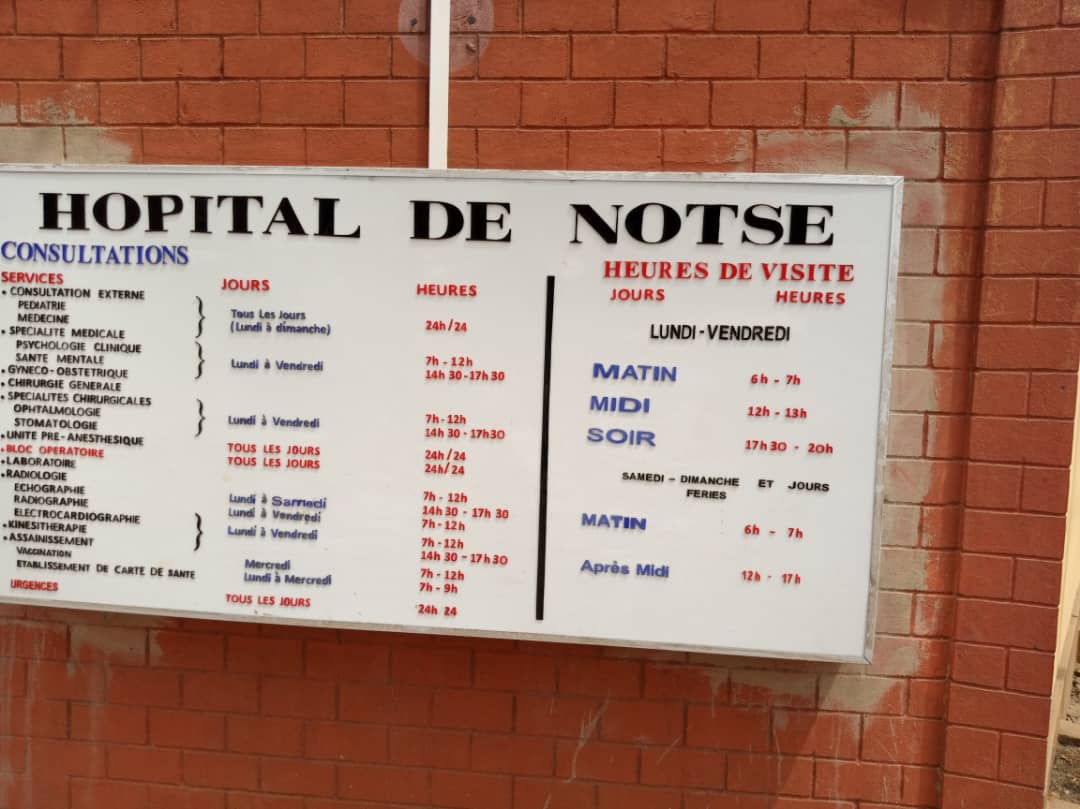 HOPITAL DE NOTSE
CONSULTATIONS
SERVICES JOURS HEURES
• CONSULTATION EXTERNE
PEDIATRIE Tous Les Jours
MEDECINE (Lundi à dimanche) 24h/24
• SPECIALITE MEDICALE
PSYCHOLOGIE CLINIQUE 7h - 12h
SANTE MENTALE Lundi à Vendredi 14h 30 - 17h 30
• GYNECO - OBSTETRIQUE
• CHIRURGIE GENERALE
• SPECIALITES CHIRURGICALES
OPHTALMOLOGIE Lundi à Vendredi 7h - 12h
STOMATOLOGIE 14h 30 - 17h30
• UNITE PRE - ANESTHESIQUE
• BLOC OPERATOIRE TOUS LES JOURS 24h/24
• LABORATOIRE TOUS LES JOURS 24h/24
• RADIOLOGIE
ECHOGRAPHIE Lundi à Samedi 7h - 12h
RADIOGRAPHIE Lundi à Vendredi 14h 30 - 17h 30
ELECTROCARDIOGRAPHIE Lundi à Vendredi 7h - 12h
• KINESITHERAPIE 7h - 12h
• ASSAINISSEMENT 14h 30 - 17h 30
VACCINATION Mercredi 7h - 12h
ETABLISSEMENT DE CARTE DE SANTE Lundi à Mercredi 7h - 9h
URGENCES TOUS LES JOURS 24h 24
HEURES DE VISITE
JOURS HEURES
LUNDI - VENDREDI
MATIN 6h - 7h
MIDI 12h - 13h
SOIR 17h 30 - 20h
SAMEDI - DIMANCHE ET JOURS
FERIES
MATIN 6h - 7h
Après Midi 12h - 17h